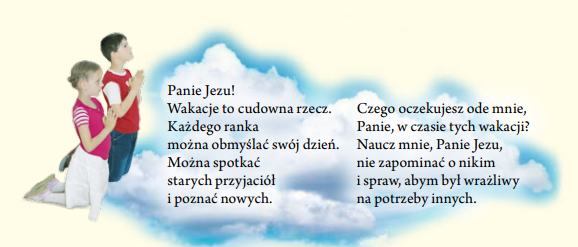 Panie Jezu!
Wakacje to cudowna rzecz.
Każdego ranka
można obmyślać swój dzień.
Można spotkać
starych przyjaciół
i poznać nowych.
Czego oczekujesz ode mnie,
Panie, w czasie tych wakacji?
Naucz mnie, Panie Jezu,
nie zapominać o nikim
i spraw, abym był wrażliwy
na potrzeby innych.